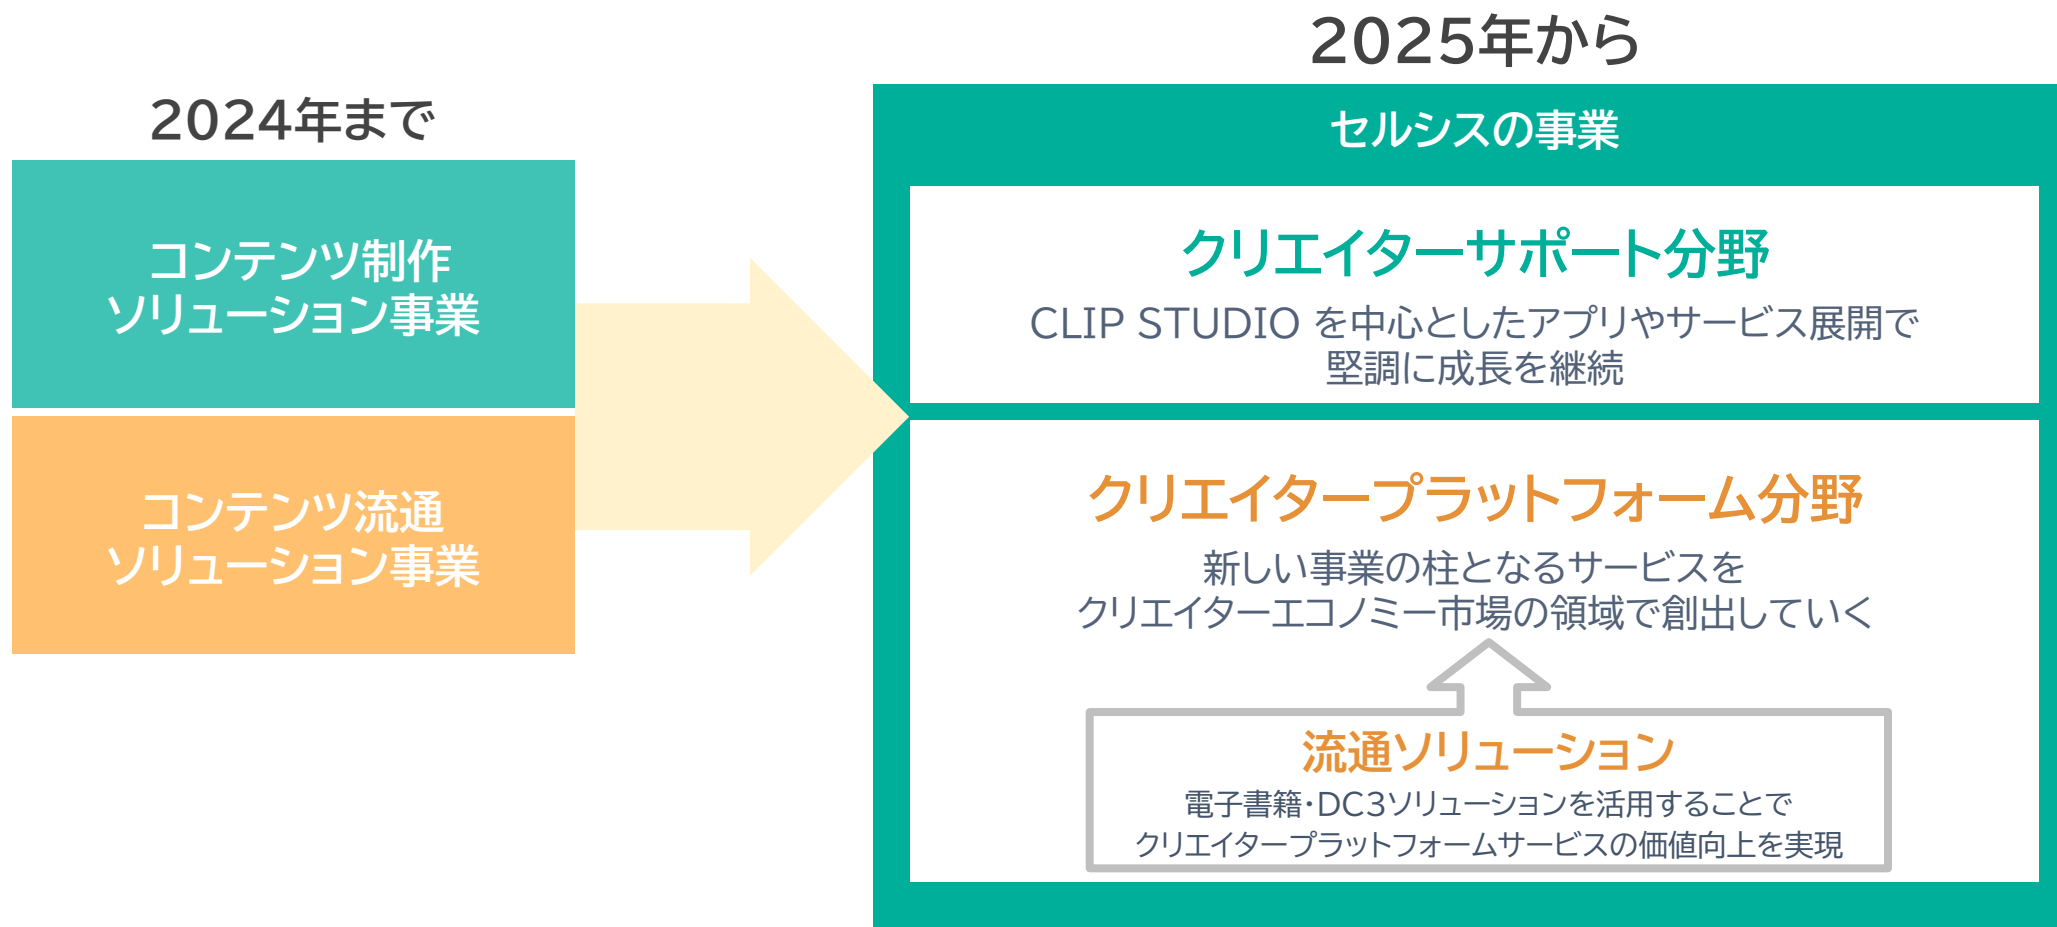 2024年まで
コンテンツ制作
ソリューション事業
コンテンツ流通
ソリューション事業
2025年から
セルシスの事業
クリエイターサポート分野
CLIP STUDIO を中心としたアプリやサービス展開で
堅調に成長を継続
クリエイタープラットフォーム分野
新しい事業の柱となるサービスを
クリエイターエコノミー市場の領域で創出していく
流通ソリューション
電子書籍・DC3ソリューションを活用することで
クリエイタープラットフォームサービスの価値向上を実現